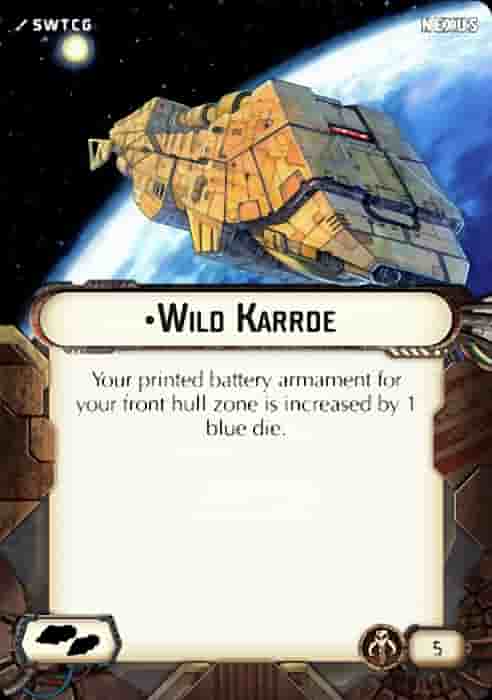 SWTCG
NEXUS
•WILD KARRDE
Your printed battery armament for
your front hull zone is increased by 1
blue die.
5